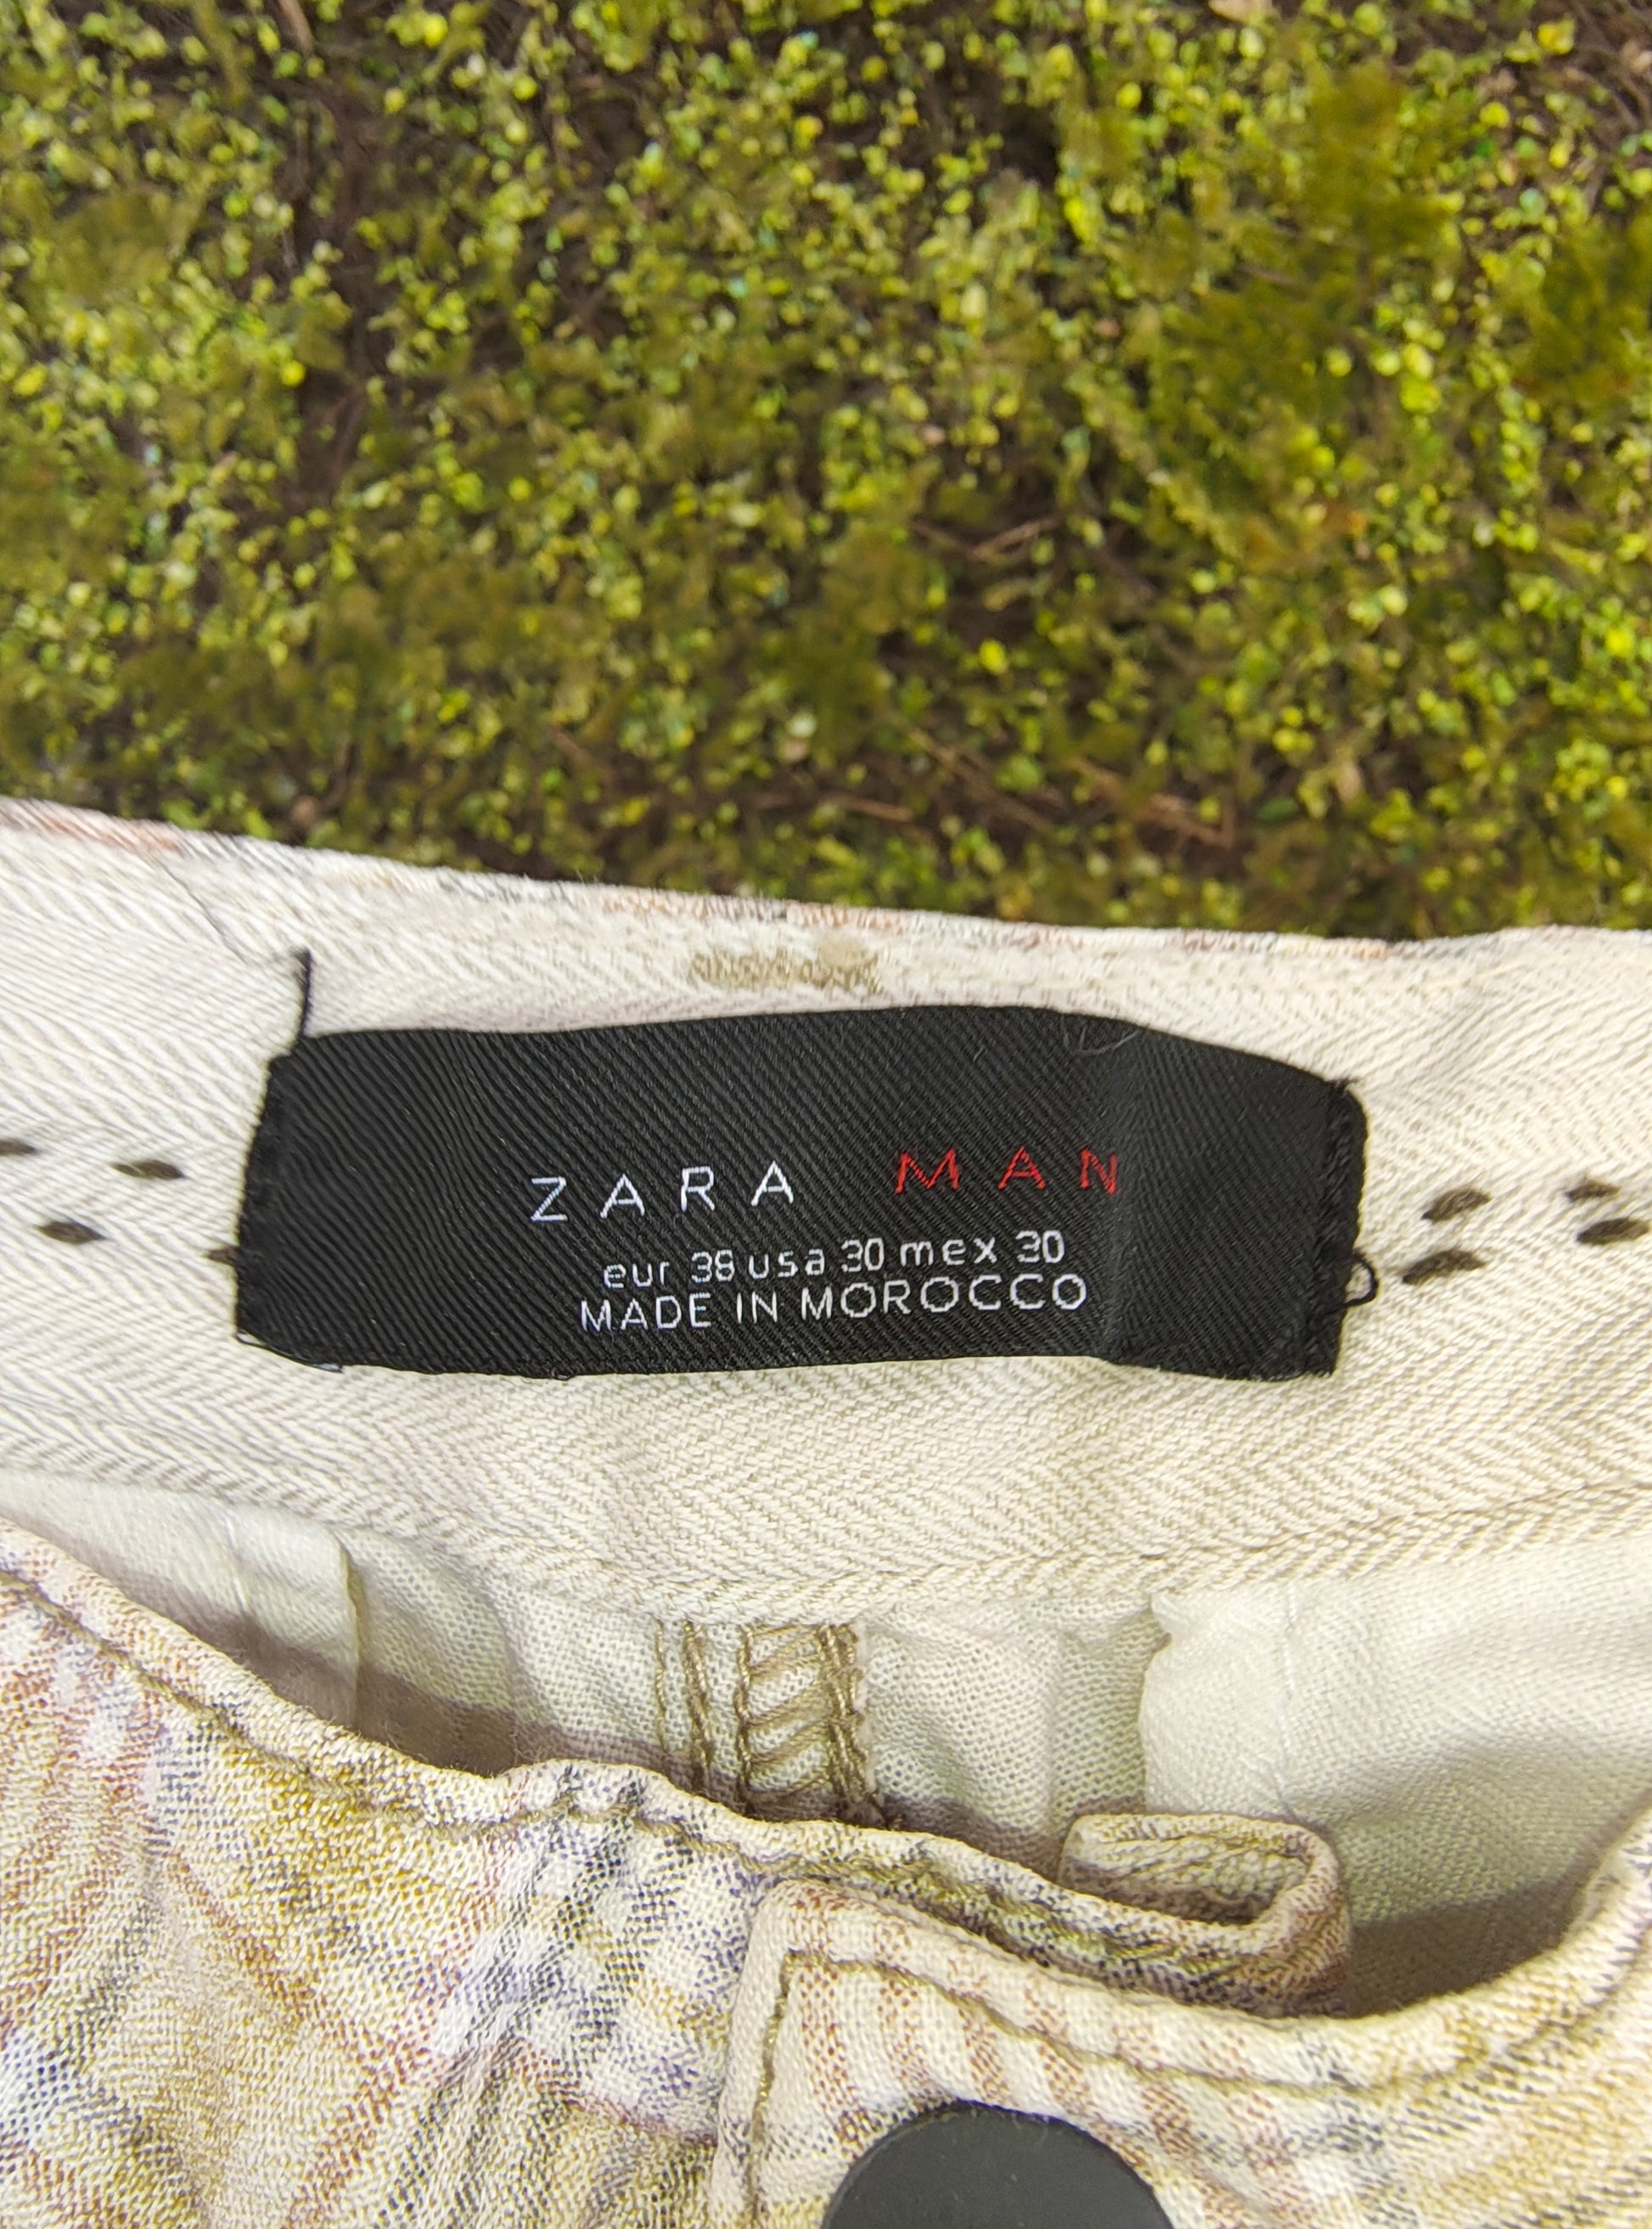 ZARA MAN
eur 38 usa 30 mex 30
MADE IN MOROCCO